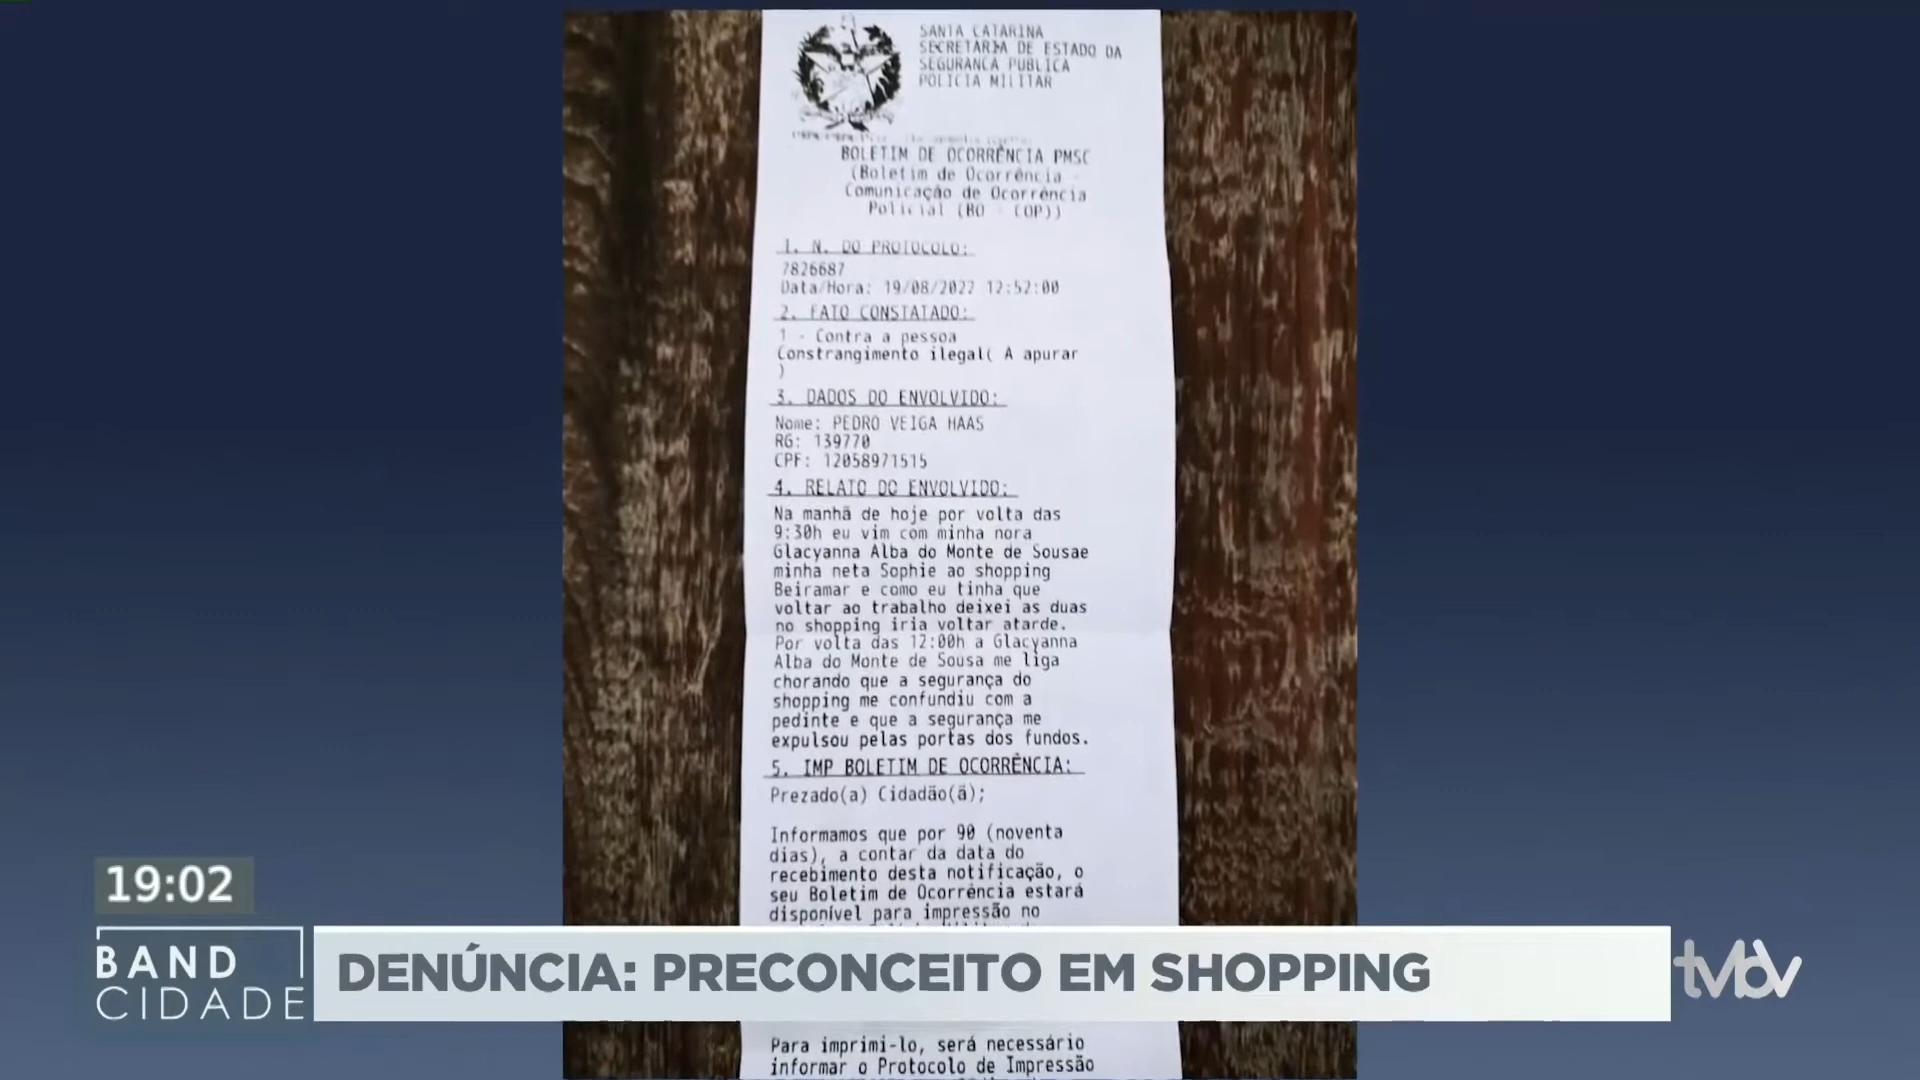 SANTA CATARINA
SECRETARIA DE ESTADO DA
SEGURANCA PUBLICA
POLICIA MILITAR
BOLETIM DE OCORRÊNCIA PMSC
(Boletim de Ocorrência -
Comunicação de Ocorrência
Policial (BO - COP))
1. N. DO PROTOCOLO:
7826687
Data/Hora: 19/08/2022 12:52:00
2. FATO CONSTATADO:
1 - Contra a pessoa
Constrangimento ilegal( A apurar
)
3. DADOS DO ENVOLVIDO:
Nome: PEDRO VEIGA HAAS
RG: 139770
CPF: 12058971515
4. RELATO DO ENVOLVIDO:
Na manhã de hoje por volta das
9:30h eu vim com minha nora
Glacyanna Alba do Monte de Sousae
minha neta Sophie ao shopping
Beiramar e como eu tinha que
voltar ao trabalho deixei as duas
no shopping iria voltar atarde.
Por volta das 12:00h a Glacyanna
Alba do Monte de Sousa me liga
chorando que a segurança do
shopping me confundiu com a
pedinte e que a segurança me
expulsou pelas portas dos fundos.
5. IMP BOLETIM DE OCORRÊNCIA:
Prezado(a) Cidadão(ã);
Informamos que por 90 (noventa
dias), a contar da data do
recebimento desta notificação, o
seu Boletim de Ocorrência estará
disponível para impressão no
19:02
BAND
CIDADE
DENÚNCIA: PRECONCEITO EM SHOPPING
tvbv
Para imprimi-lo, será necessário
informar o Protocolo de Impressão